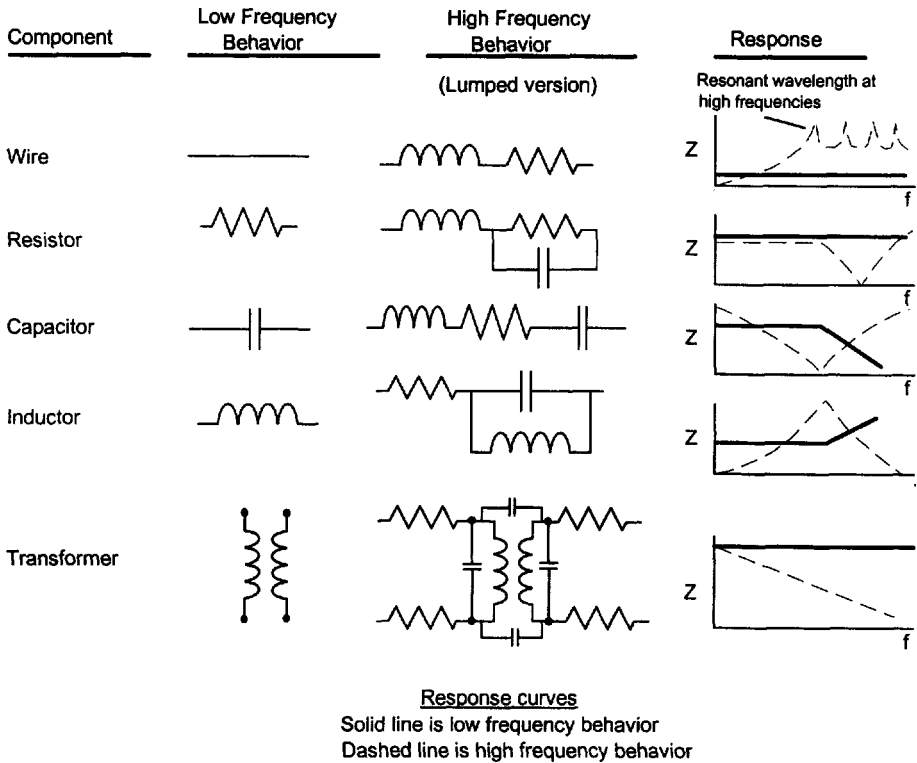 Component
Low Frequency
Behavior
High Frequency
Behavior
(Lumped version)
Response
Resonant wavelength at
high frequencies
Wire
Z
f
Resistor
Z
f
Capacitor
Z
f
Inductor
Z
Transformer
Z
f
Response curves
Solid line is low frequency behavior
Dashed line is high frequency behavior